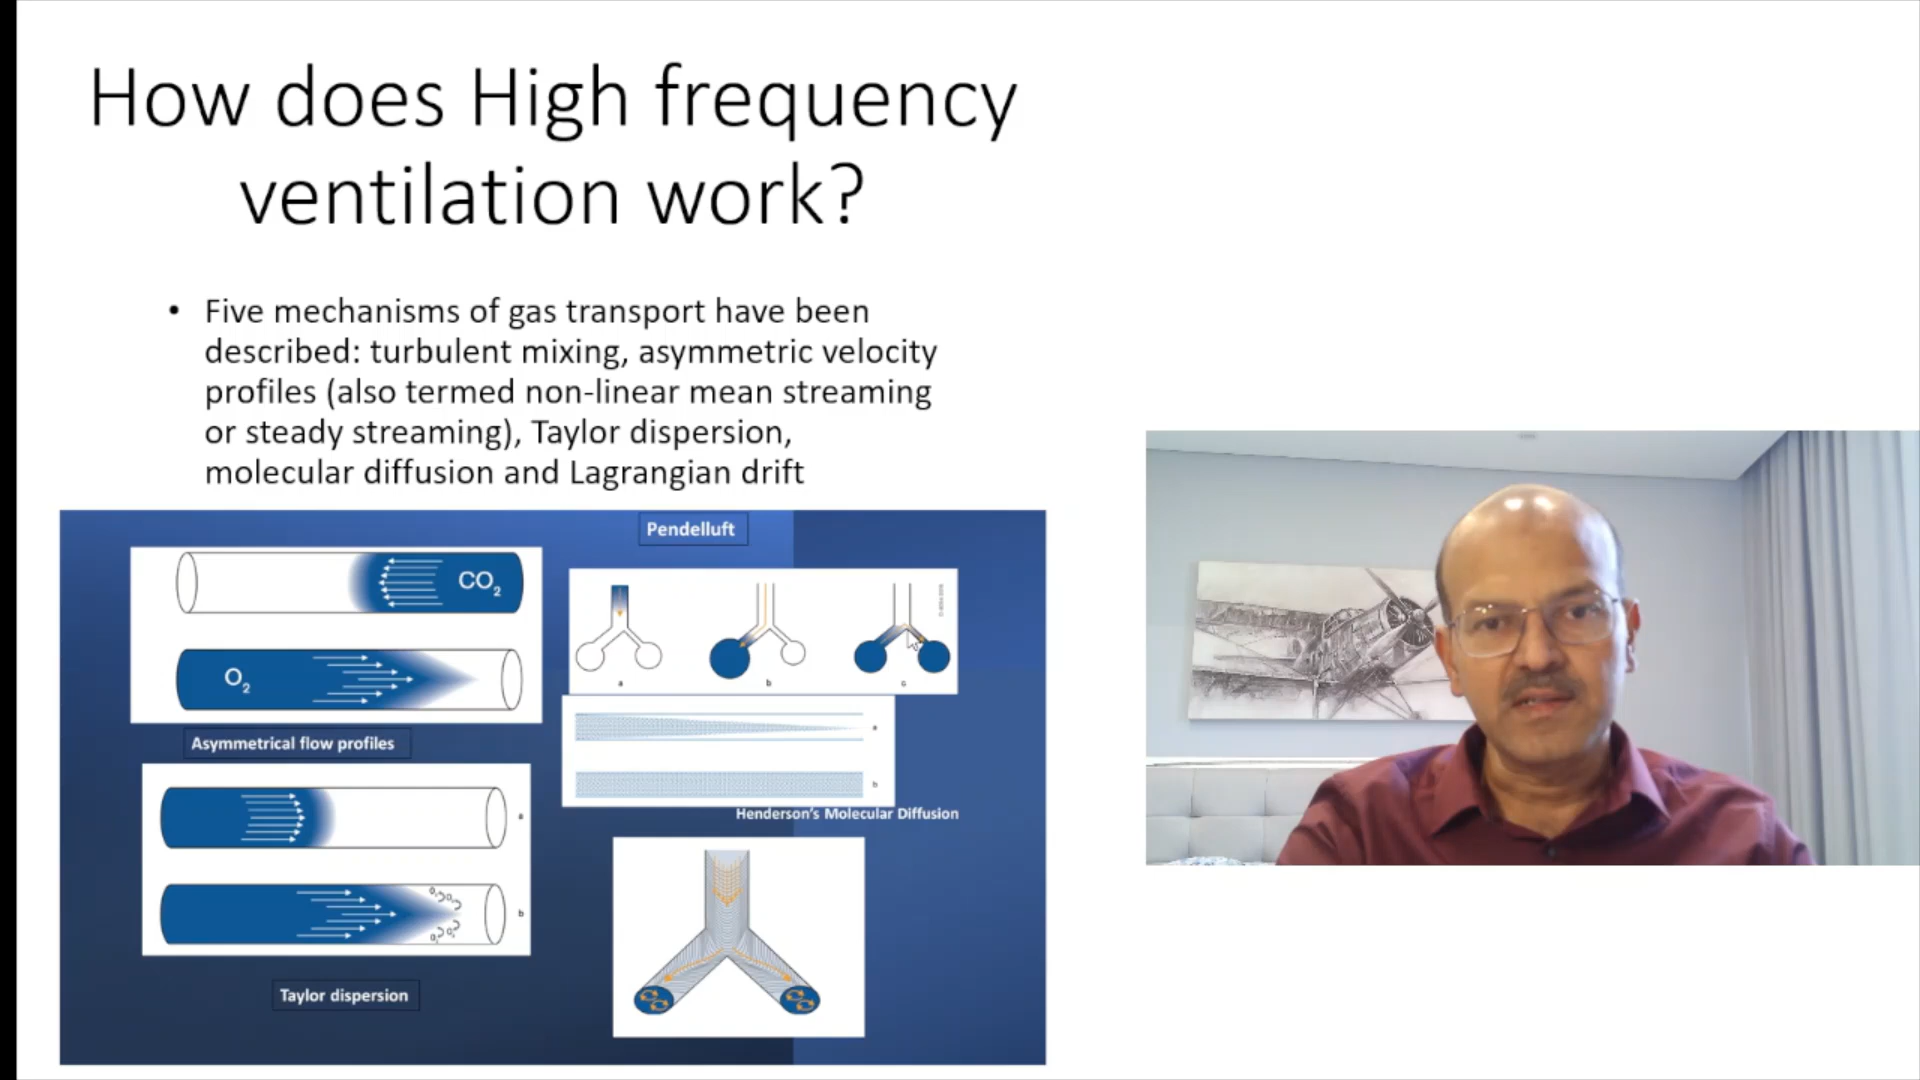 How does High frequency
ventilation work?
• Five mechanisms of gas transport have been
described: turbulent mixing, asymmetric velocity
profiles (also termed non-linear mean streaming
or steady streaming), Taylor dispersion,
molecular diffusion and Lagrangian drift
Pendelluft
CO2
O2
a
b
c
Asymmetrical flow profiles
a
b
Henderson's Molecular Diffusion
a
b
Taylor dispersion